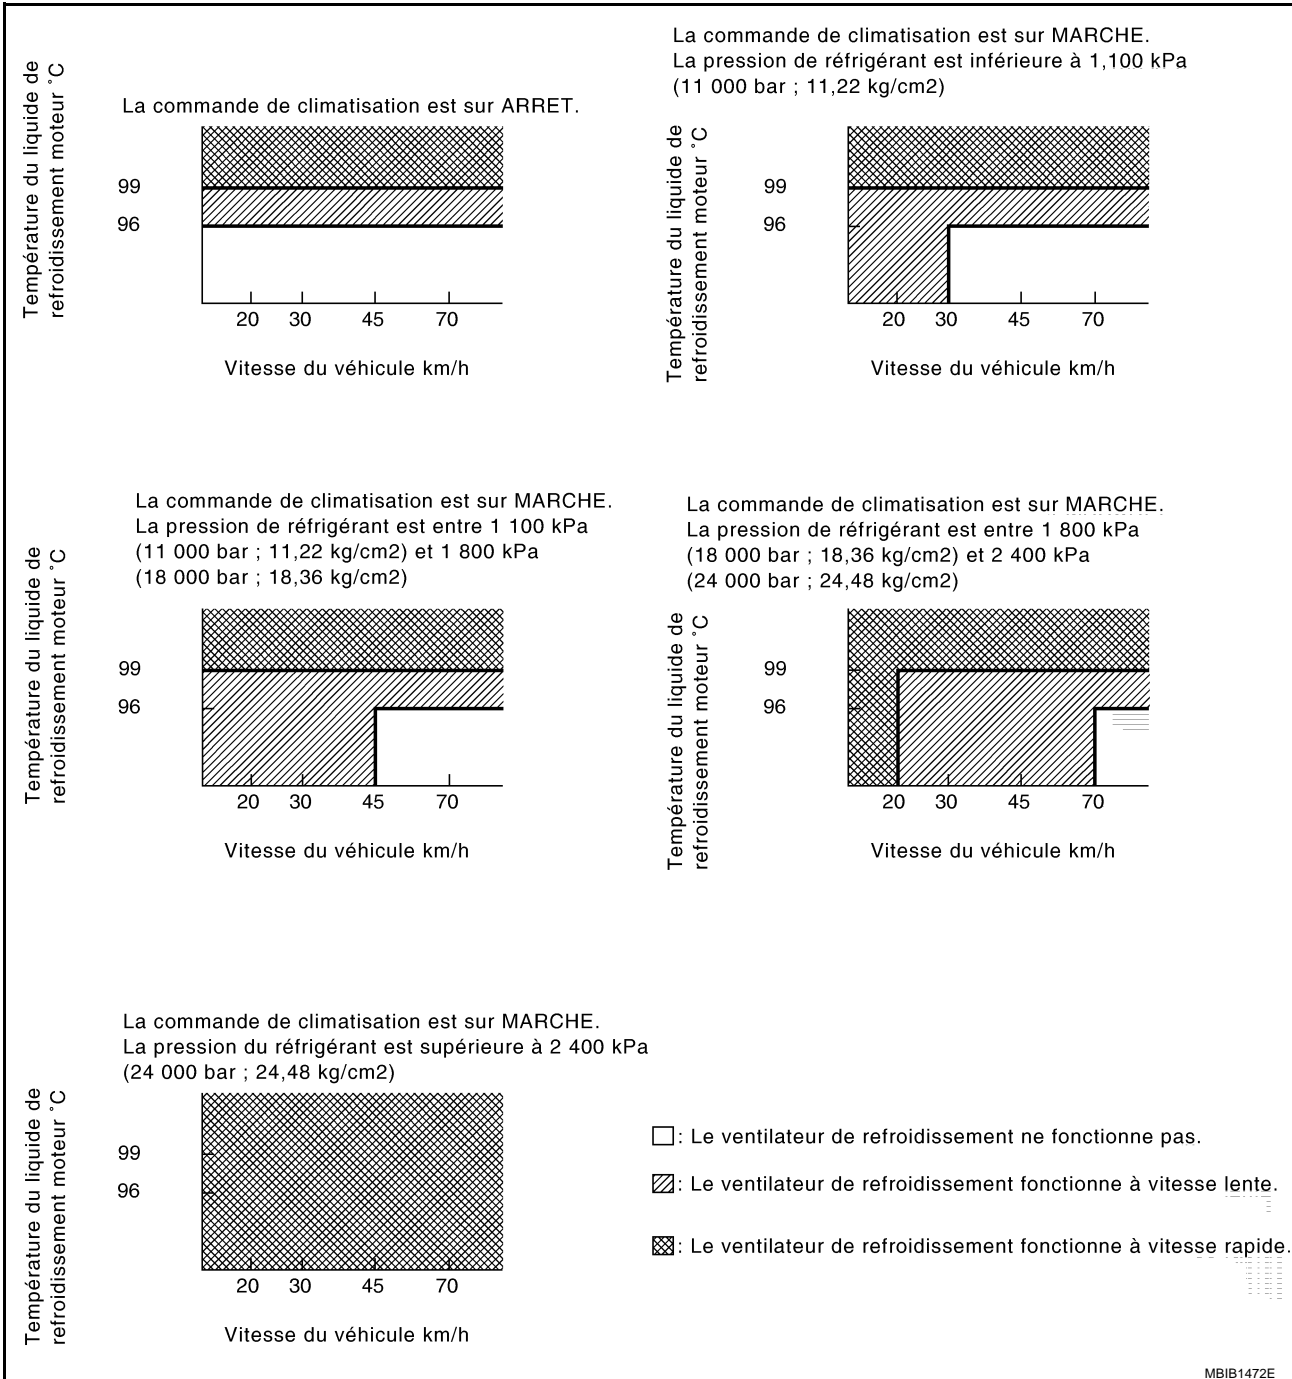 La commande de climatisation est sur ARRET.
Température du liquide de
refroidissement moteur °C
99
96
20 30 45 70
Vitesse du véhicule km/h
La commande de climatisation est sur MARCHE.
La pression de réfrigérant est inférieure à 1,100 kPa
(11 000 bar ; 11,22 kg/cm2)
Température du liquide de
refroidissement moteur °C
99
96
20 30 45 70
Vitesse du véhicule km/h
La commande de climatisation est sur MARCHE.
La pression de réfrigérant est entre 1 100 kPa
(11 000 bar ; 11,22 kg/cm2) et 1 800 kPa
(18 000 bar ; 18,36 kg/cm2)
Température du liquide de
refroidissement moteur °C
99
96
20 30 45 70
Vitesse du véhicule km/h
La commande de climatisation est sur MARCHE.
La pression de réfrigérant est entre 1 800 kPa
(18 000 bar ; 18,36 kg/cm2) et 2 400 kPa
(24 000 bar ; 24,48 kg/cm2)
Température du liquide de
refroidissement moteur °C
99
96
20 30 45 70
Vitesse du véhicule km/h
La commande de climatisation est sur MARCHE.
La pression du réfrigérant est supérieure à 2 400 kPa
(24 000 bar ; 24,48 kg/cm2)
Température du liquide de
refroidissement moteur °C
99
96
20 30 45 70
Vitesse du véhicule km/h
: Le ventilateur de refroidissement ne fonctionne pas.
: Le ventilateur de refroidissement fonctionne à vitesse lente.
: Le ventilateur de refroidissement fonctionne à vitesse rapide.
MBIB1472E